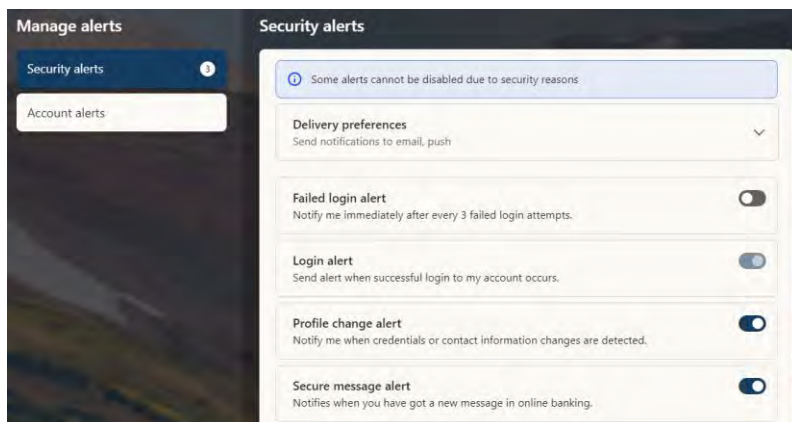 Manage alerts
Security alerts
3
Account alerts
Security alerts
Some alerts cannot be disabled due to security reasons
Delivery preferences
Send notifications to email, push
Failed login alert
Notify me immediately after every 3 failed login attempts.
Login alert
Send alert when successful login to my account occurs.
Profile change alert
Notify me when credentials or contact information changes are detected.
Secure message alert
Notifies when you have got a new message in online banking.